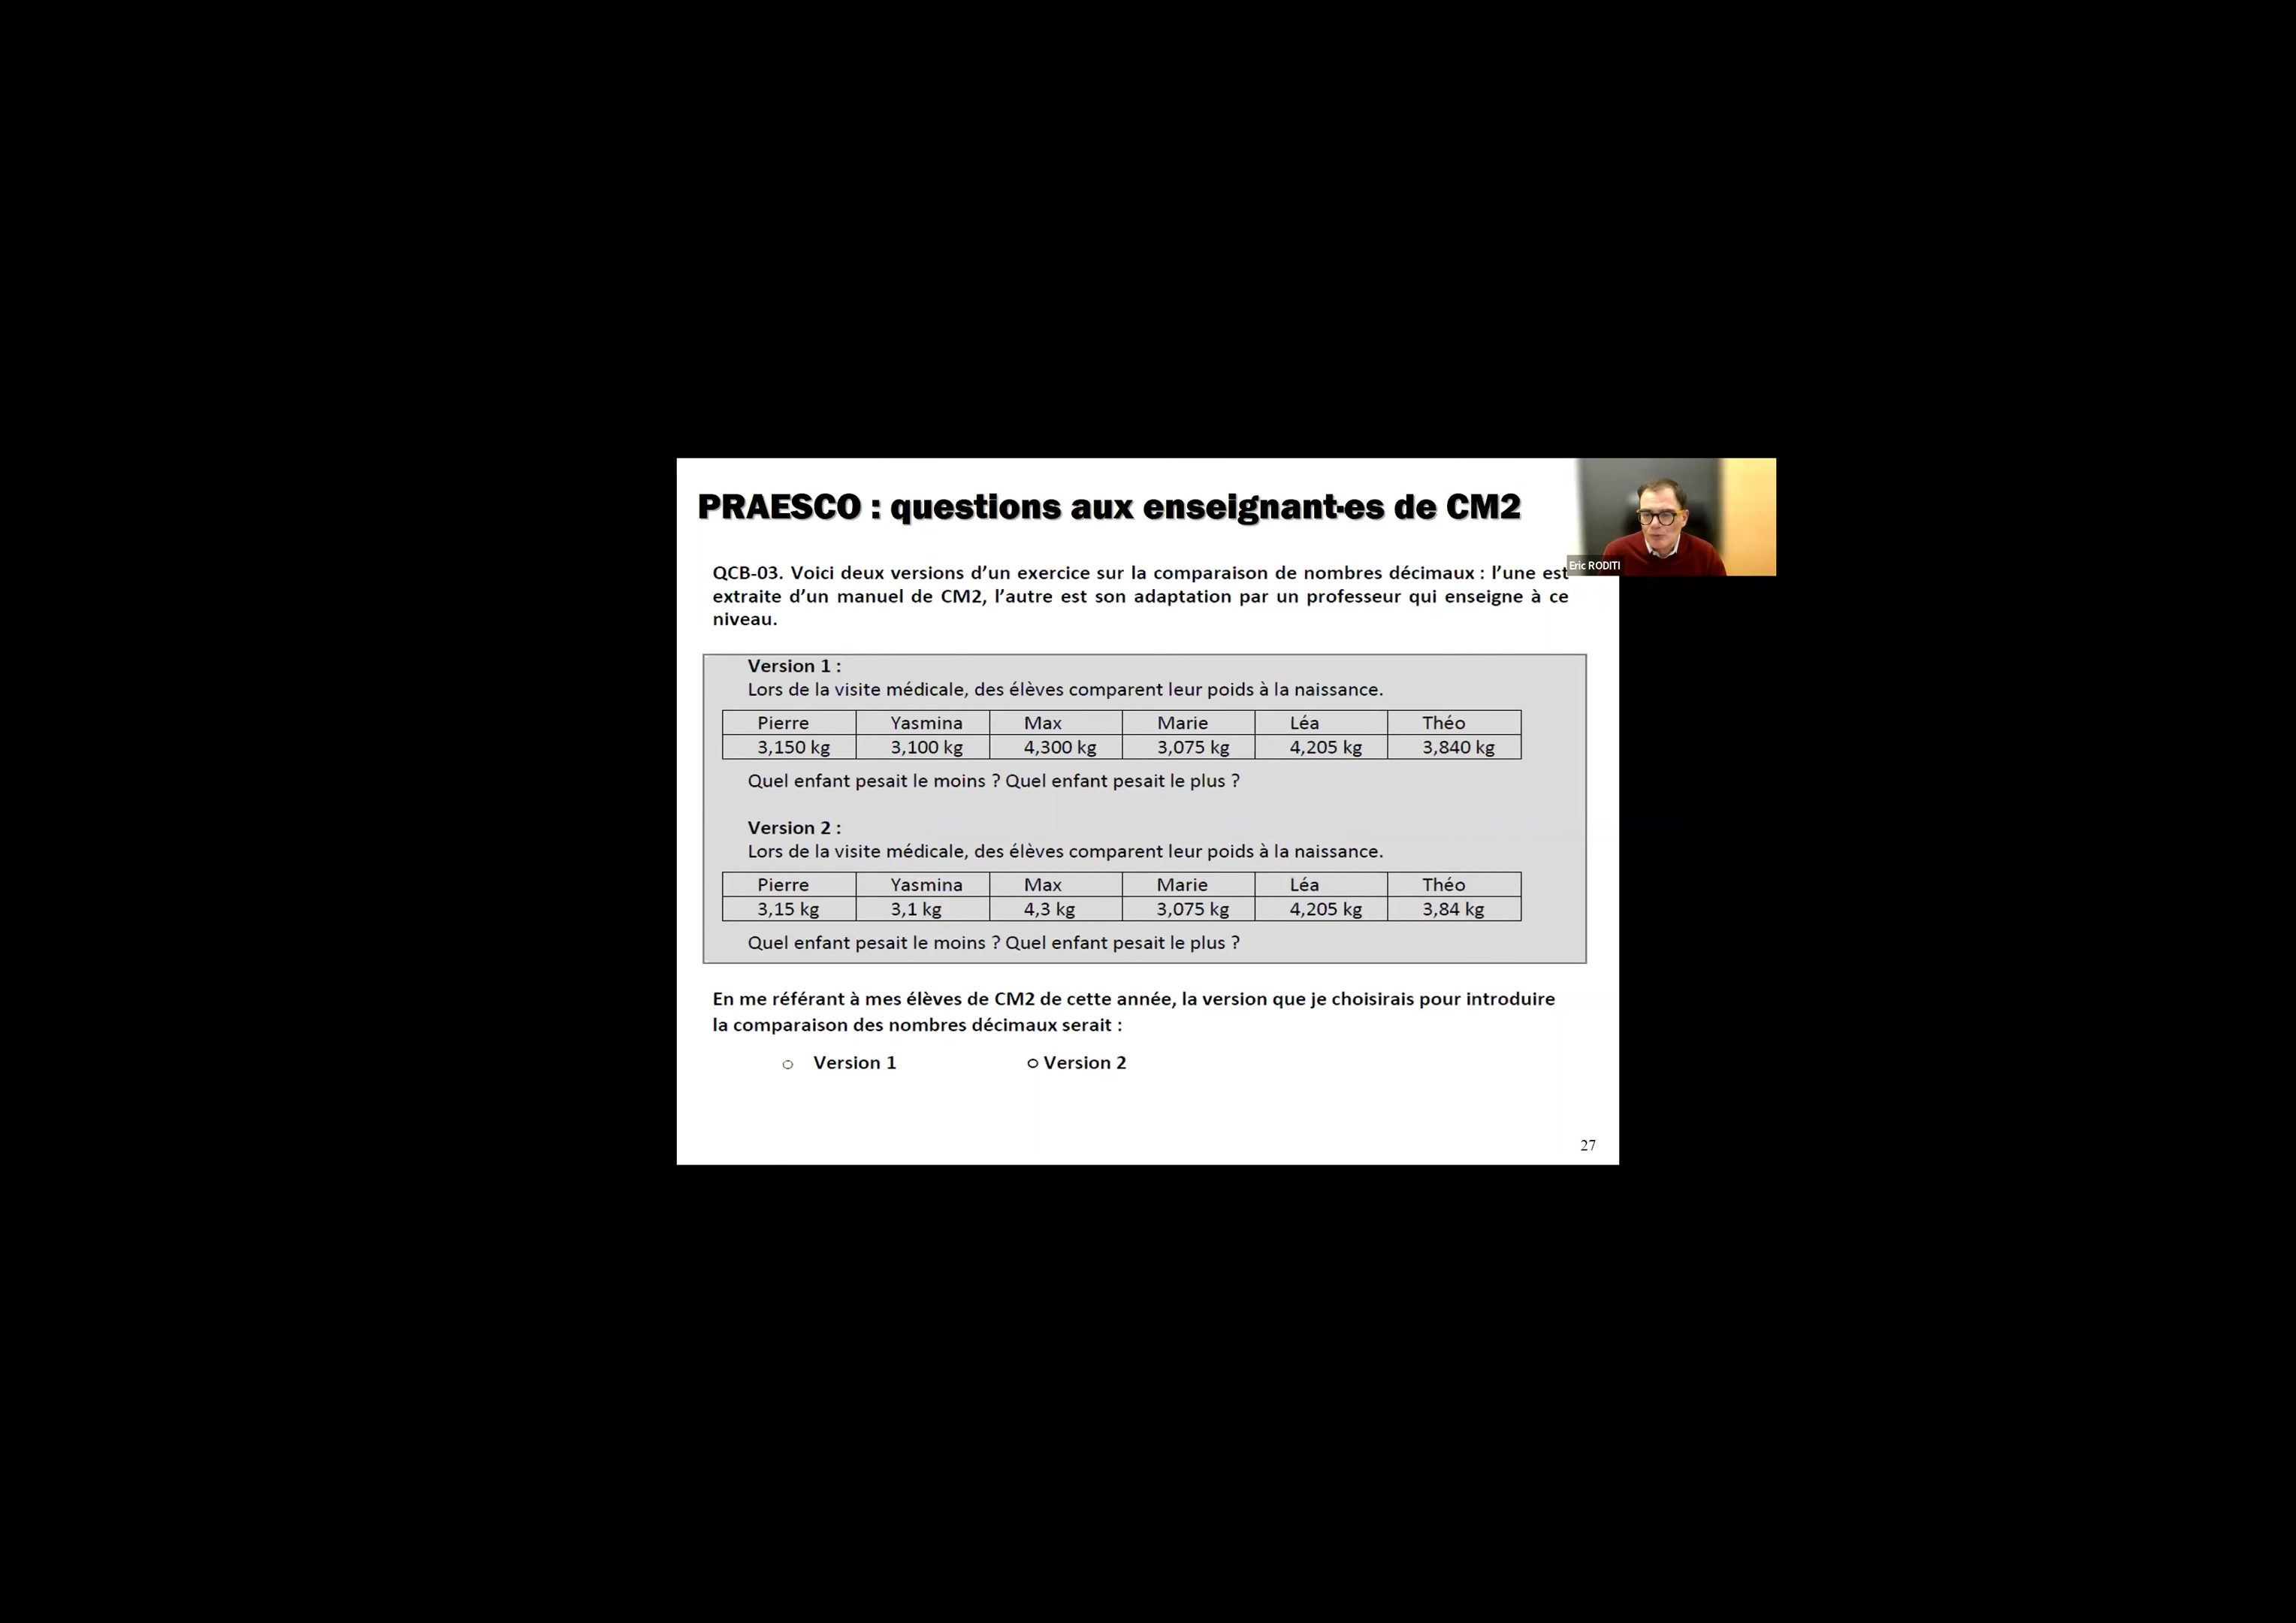 PRAESCO : questions aux enseignant·es de CM2
Eric RODITI
QCB-03. Voici deux versions d'un exercice sur la comparaison de nombres décimaux : l'une est
extraite d'un manuel de CM2, l'autre est son adaptation par un professeur qui enseigne à ce
niveau.
Version 1 :
Lors de la visite médicale, des élèves comparent leur poids à la naissance.
Pierre Yasmina Max Marie Léa Théo
3,150 kg 3,100 kg 4,300 kg 3,075 kg 4,205 kg 3,840 kg
Quel enfant pesait le moins ? Quel enfant pesait le plus ?
Version 2 :
Lors de la visite médicale, des élèves comparent leur poids à la naissance.
Pierre Yasmina Max Marie Léa Théo
3,15 kg 3,1 kg 4,3 kg 3,075 kg 4,205 kg 3,84 kg
Quel enfant pesait le moins ? Quel enfant pesait le plus ?
En me référant à mes élèves de CM2 de cette année, la version que je choisirais pour introduire
la comparaison des nombres décimaux serait :
Version 1 Version 2
27